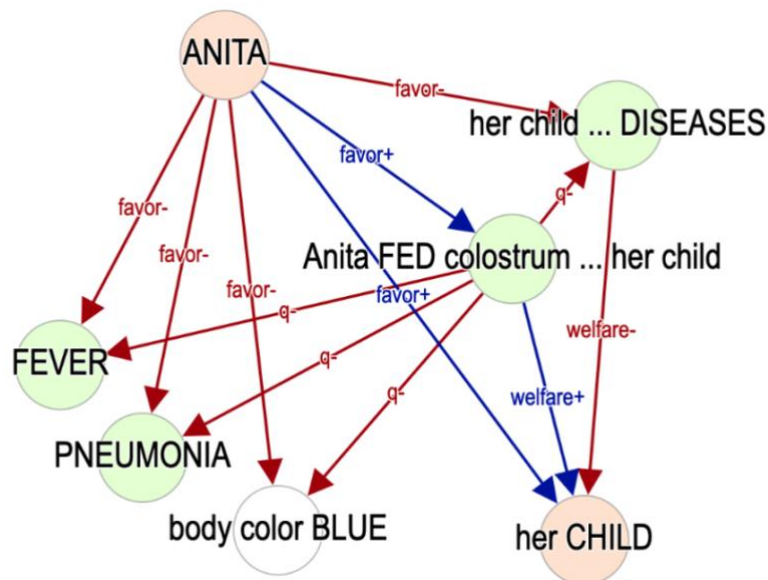 ANITA
favor-
her child ... DISEASES
favor+
q-
favor-
Anita FED colostrum ... her child
favor-
favor-
favor+
q-
welfare-
FEVER
q-
q-
welfare+
PNEUMONIA
body color BLUE
her CHILD